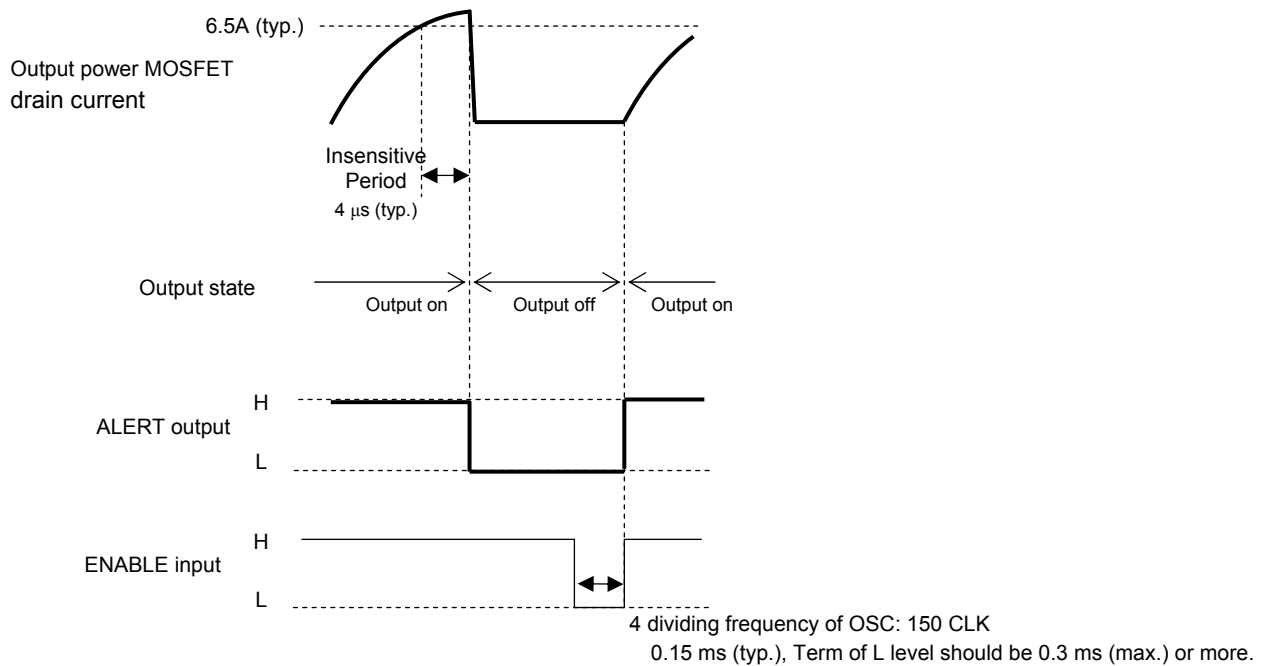 6.5A (typ.)
Output power MOSFET
drain current
Insensitive
Period
4 μs (typ.)
Output state
Output on
Output off
Output on
H
ALERT output
L
H
ENABLE input
L
4 dividing frequency of OSC: 150 CLK
0.15 ms (typ.), Term of L level should be 0.3 ms (max.) or more.